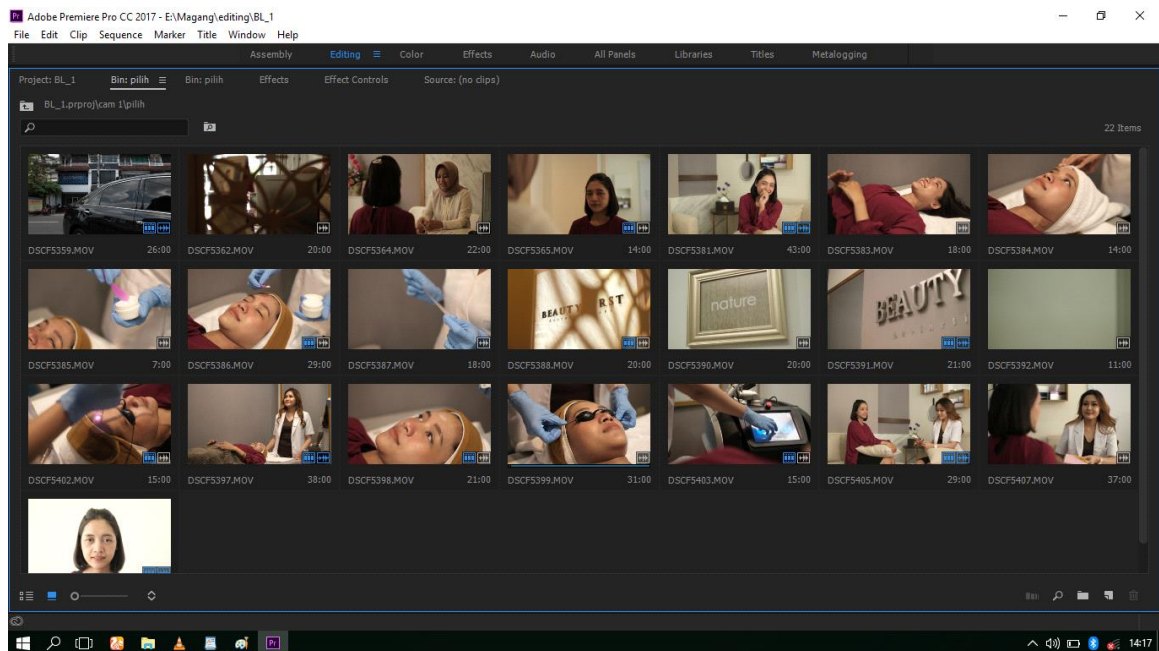 Adobe Premiere Pro CC 2017 - E:\Magang\editing\BL_1
File Edit Clip Sequence Marker Title Window Help
Assembly Editing Color Effects Audio All Panels Libraries Titles Metalogging
Project: BL_1 Bin: pilih Bin: pilih Effects Effect Controls Source: (no clips)
BL_1.prproj\cam 1\pilih
22 Items
DSCF5359.MOV 26:00 DSCF5362.MOV 20:00 DSCF5364.MOV 22:00 DSCF5365.MOV 14:00 DSCF5381.MOV 43:00 DSCF5383.MOV 18:00 DSCF5384.MOV 14:00
BEAUTY
nature
BEAUTY
DSCF5385.MOV 7:00 DSCF5386.MOV 29:00 DSCF5387.MOV 18:00 DSCF5388.MOV 20:00 DSCF5390.MOV 20:00 DSCF5391.MOV 21:00 DSCF5392.MOV 11:00
DSCF5402.MOV 15:00 DSCF5397.MOV 38:00 DSCF5398.MOV 21:00 DSCF5399.MOV 31:00 DSCF5403.MOV 15:00 DSCF5405.MOV 29:00 DSCF5407.MOV 37:00
Pr 14:17